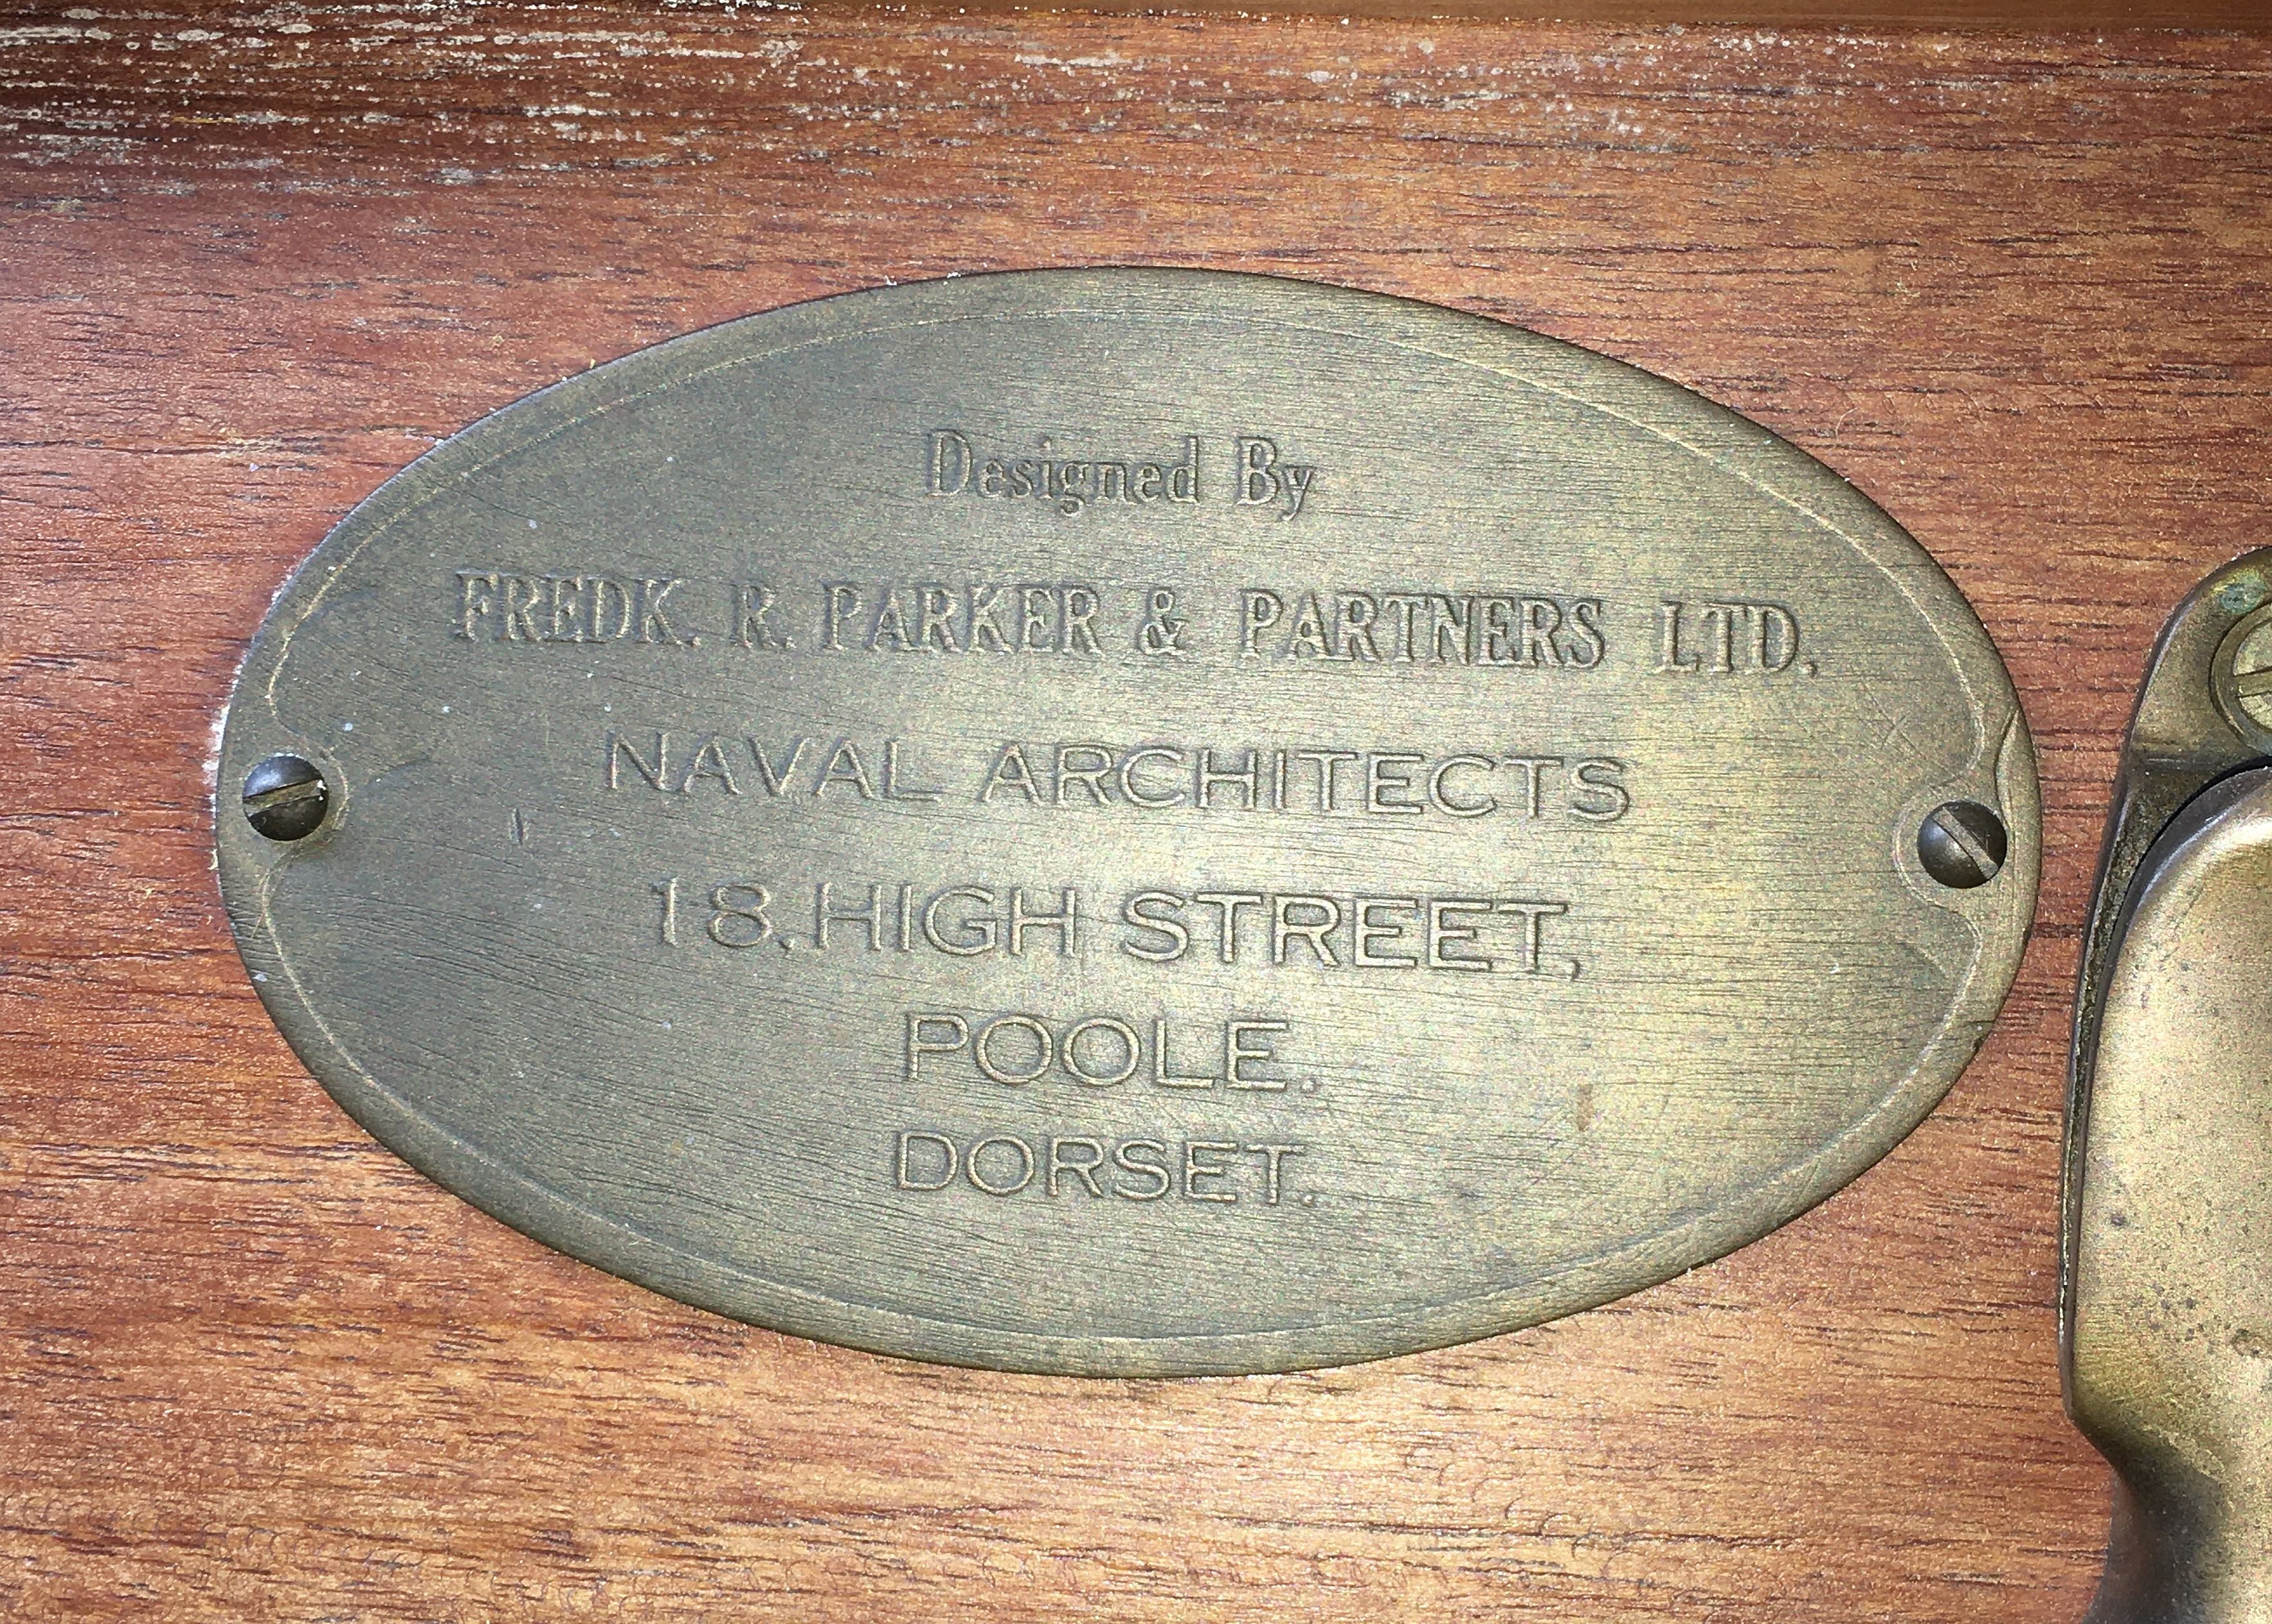 Designed By
FREDK. R. PARKER & PARTNERS LTD.
NAVAL ARCHITECTS
18, HIGH STREET,
POOLE.
DORSET.